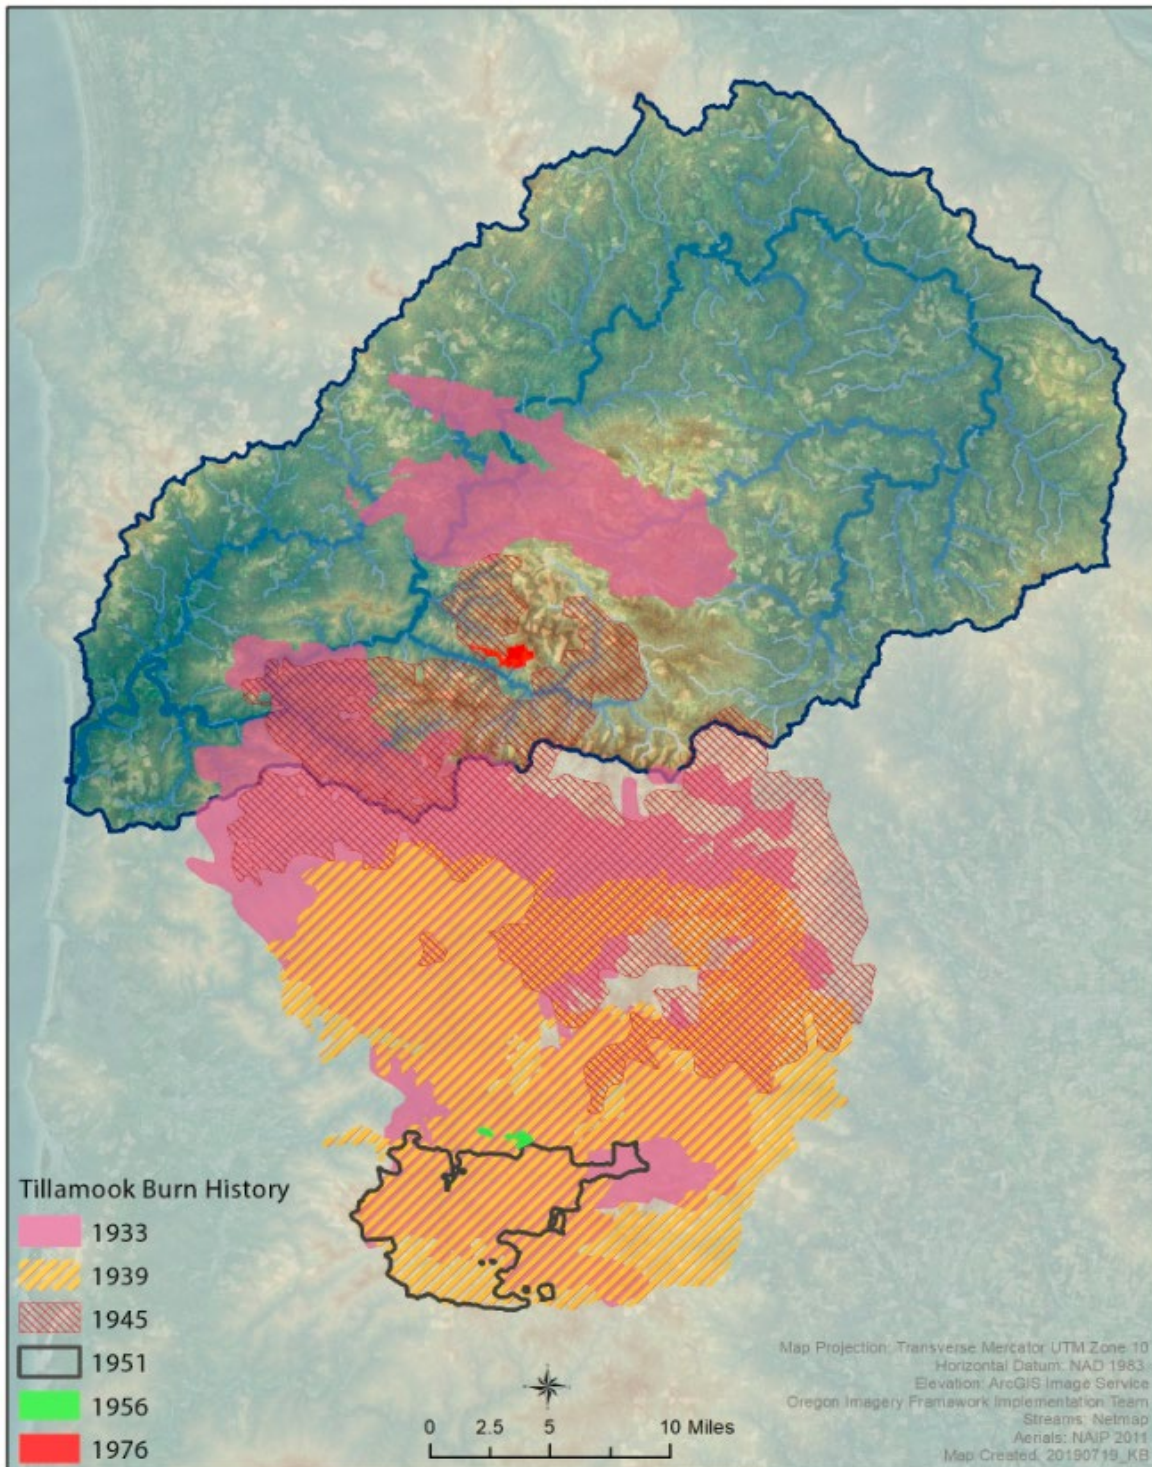 Tillamook Burn History
1933
1939
1945
1951
1956
1976
0 2.5 5 10 Miles
Map Projection: Transverse Mercator UTM Zone 10
Horizontal Datum: NAD 1983
Elevation: ArcGIS Image Service
Oregon Imagery Framework Implementation Team
Streams: Netmap
Aerials: NAIP 2011
Map Created, 20190719_KB